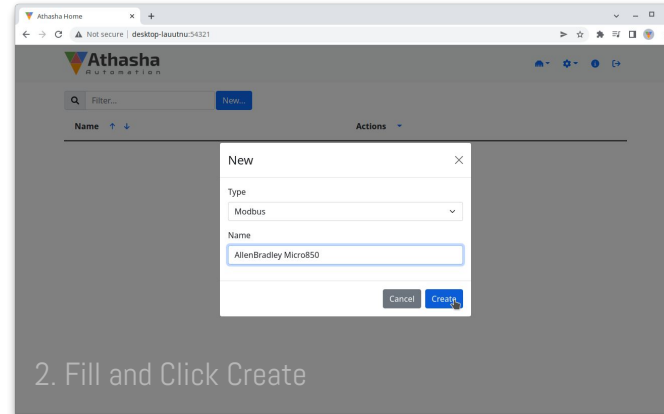 Athasha Home
Not secure | desktop-lauutnu:54321
Athasha
Automation
Filter...
New...
Name
Actions
New
Type
Modbus
Name
AllenBradley Micro850
Cancel
Create
2. Fill and Click Create